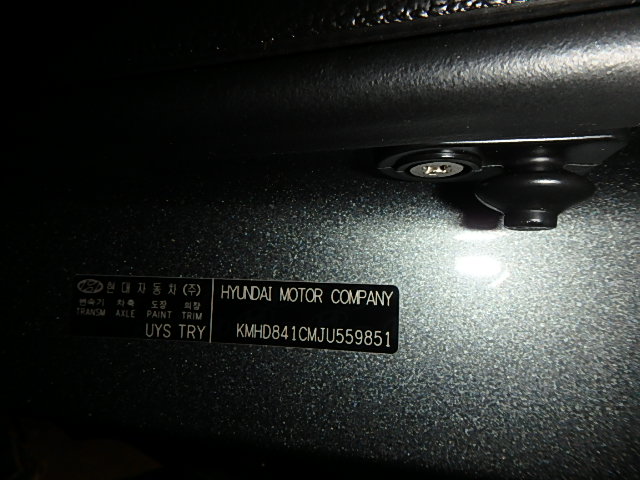 현대자동차(주)
변속기 차축 도장 의장
TRANSM AXLE PAINT TRIM
UYS TRY
HYUNDAI MOTOR COMPANY
KMHD841CMJU559851